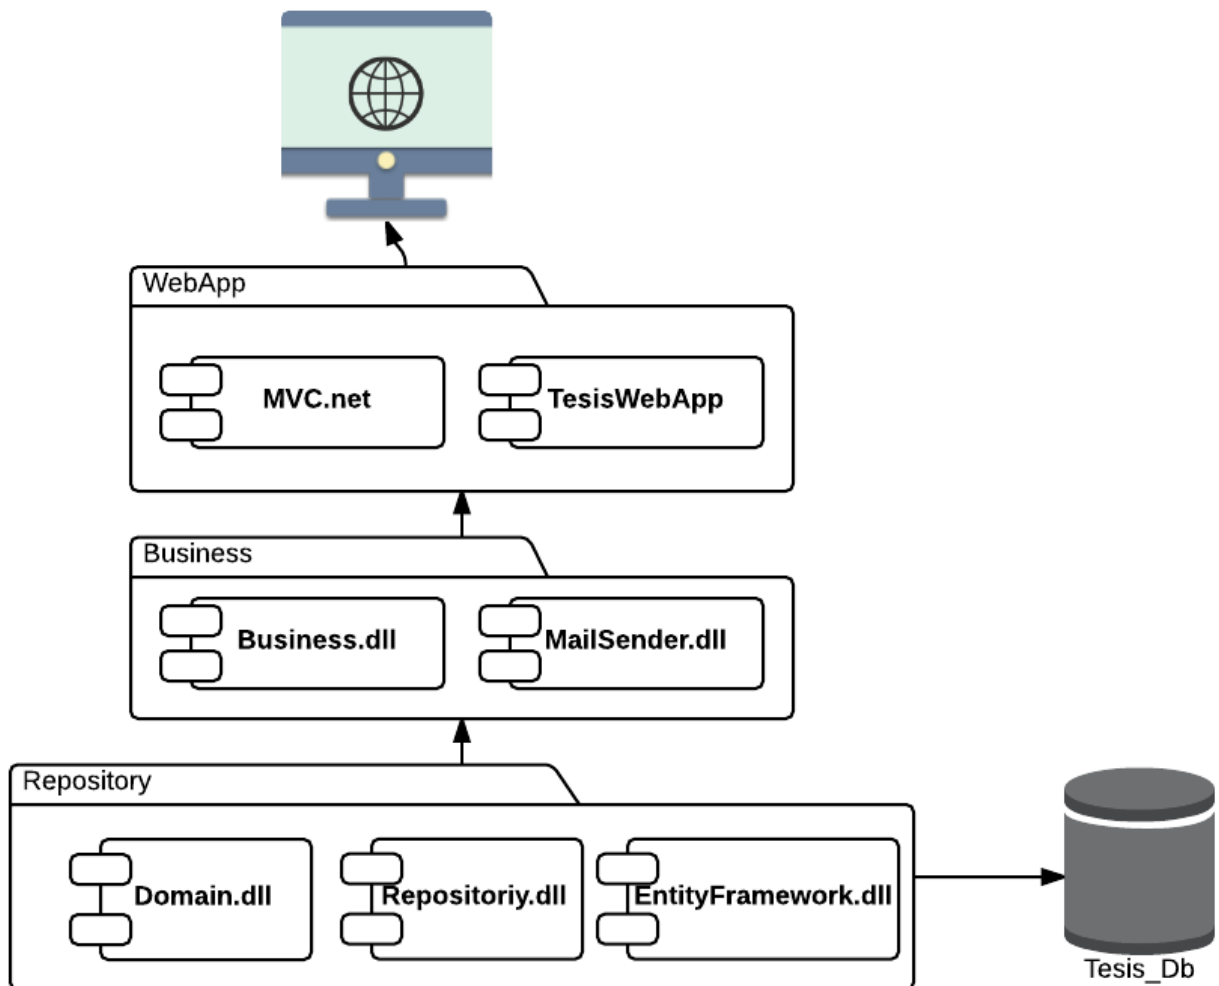 WebApp
MVC.net
TesisWebApp
Business
Business.dll
MailSender.dll
Repository
Domain.dll
Repositoriy.dll
EntityFramework.dll
Tesis_Db